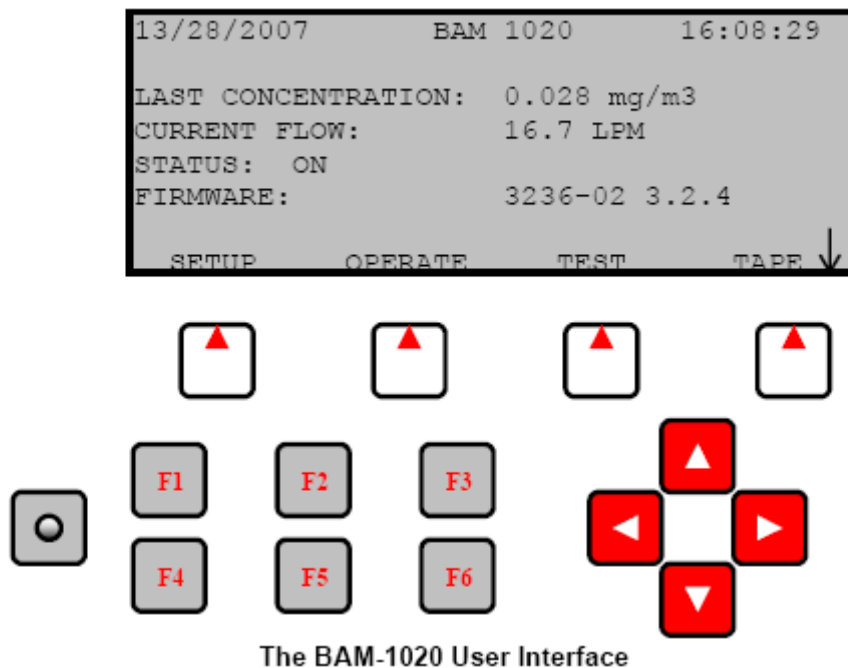 13/28/2007 BAM 1020 16:08:29
LAST CONCENTRATION: 0.028 mg/m3
CURRENT FLOW: 16.7 LPM
STATUS: ON
FIRMWARE: 3236-02 3.2.4
SETUP OPERATE TEST TAPE
F1 F2 F3
F4 F5 F6
The BAM-1020 User Interface